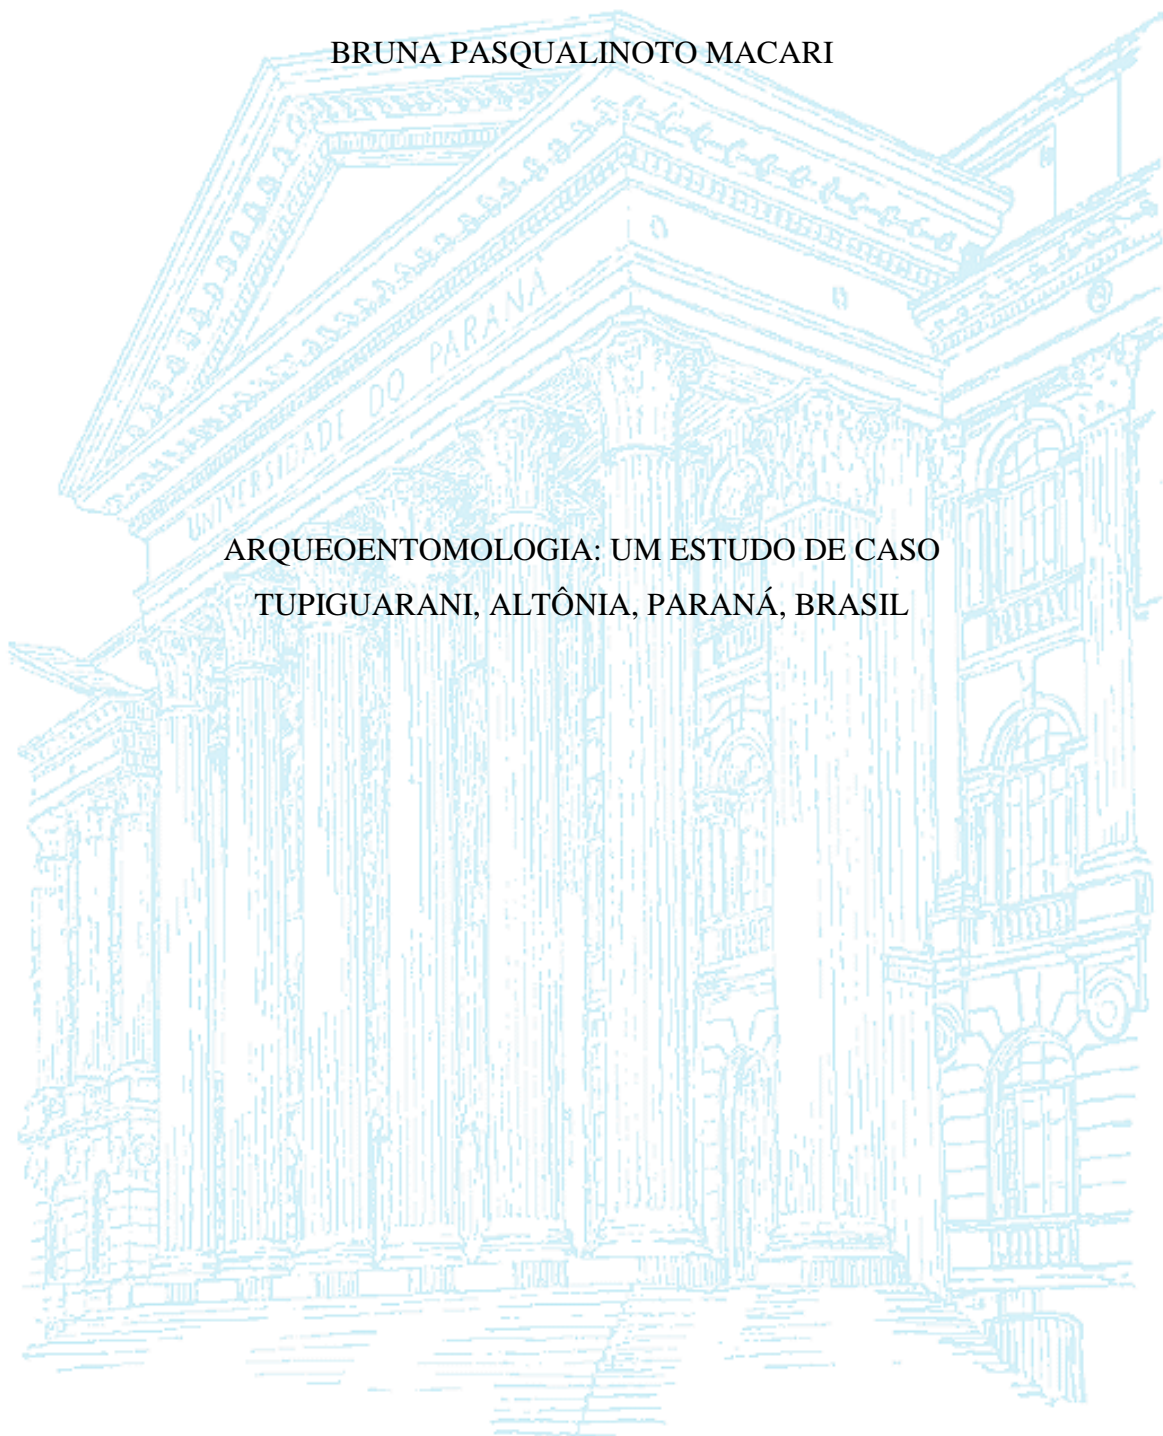 BRUNA PASQUALINOTO MACARI
UNIVERSIDADE DO PARANÁ
ARQUEOENTOMOLOGIA: UM ESTUDO DE CASO
TUPIGUARANI, ALTÔNIA, PARANÁ, BRASIL